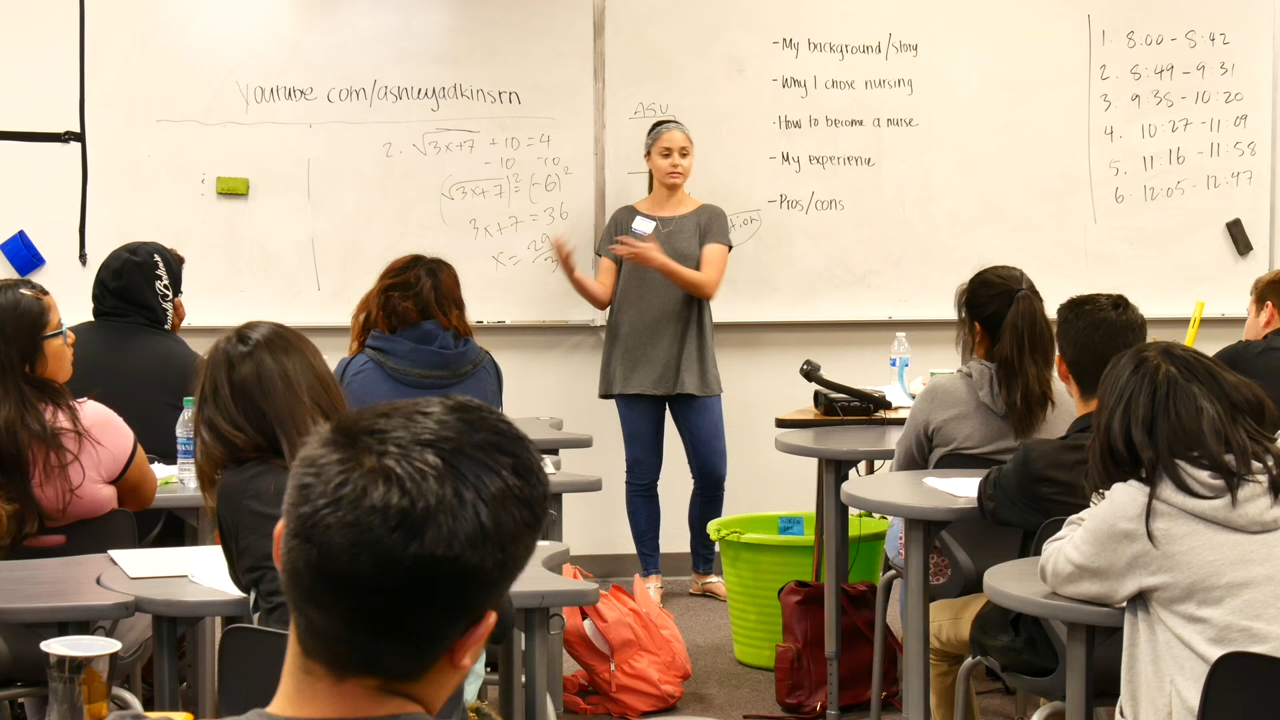 Youtube com/ashleyadkinsrn
2. √3x+7 +10 = 4
-10 -10
(√3x+7)² = (-6)²
3x+7 = 36
x = 29/3
ASU
-My background/story
-Why I chose nursing
-How to become a nurse
-My experience
-Pros/cons
1. 8:00 - 8:42
2. 8:49 - 9:31
3. 9:38 - 10:20
4. 10:27 - 11:09
5. 11:16 - 11:58
6. 12:05 - 12:47